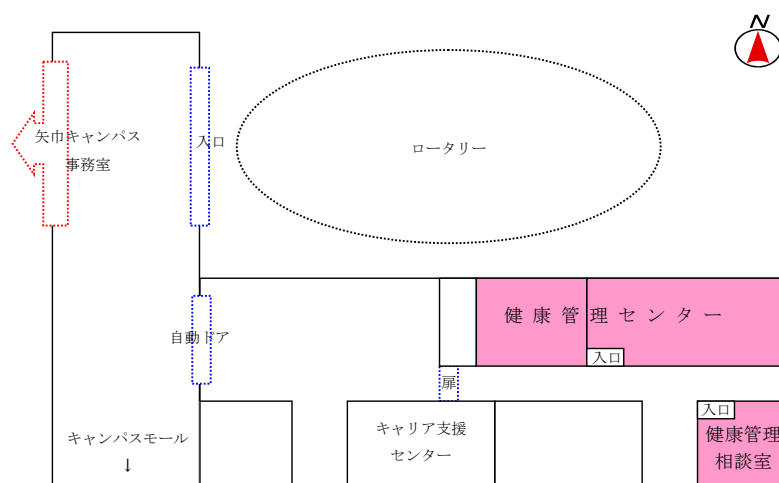 N
矢巾キャンパス
事務室
入口
ロータリー
健康管理センター
自動ドア
入口
扉
入口
キャリア支援
センター
健康管理
相談室
キャンパスモール
↓